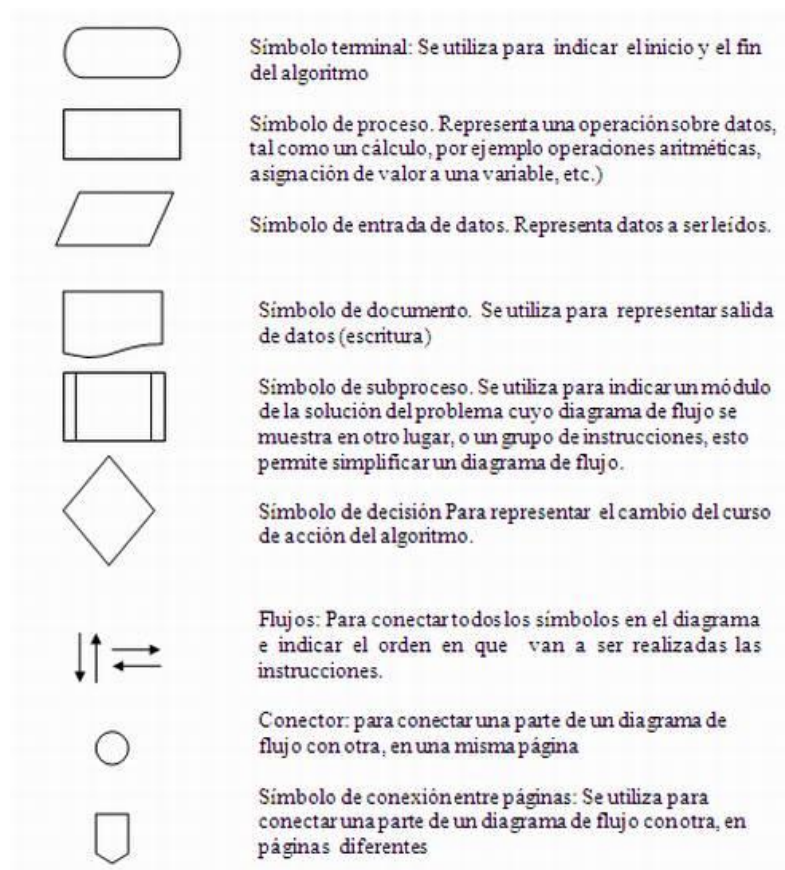 Símbolo terminal: Se utiliza para indicar el inicio y el fin
del algoritmo
Símbolo de proceso. Representa una operación sobre datos,
tal como un cálculo, por ejemplo operaciones aritméticas,
asignación de valor a una variable, etc.)
Símbolo de entrada de datos. Representa datos a ser leídos.
Símbolo de documento. Se utiliza para representar salida
de datos (escritura)
Símbolo de subproceso. Se utiliza para indicar un módulo
de la solución del problema cuyo diagrama de flujo se
muestra en otro lugar, o un grupo de instrucciones, esto
permite simplificar un diagrama de flujo.
Símbolo de decisión Para representar el cambio del curso
de acción del algoritmo.
Flujos: Para conectar todos los símbolos en el diagrama
e indicar el orden en que van a ser realizadas las
instrucciones.
Conector: para conectar una parte de un diagrama de
flujo con otra, en una misma página
Símbolo de conexión entre páginas: Se utiliza para
conectar una parte de un diagrama de flujo con otra, en
páginas diferentes